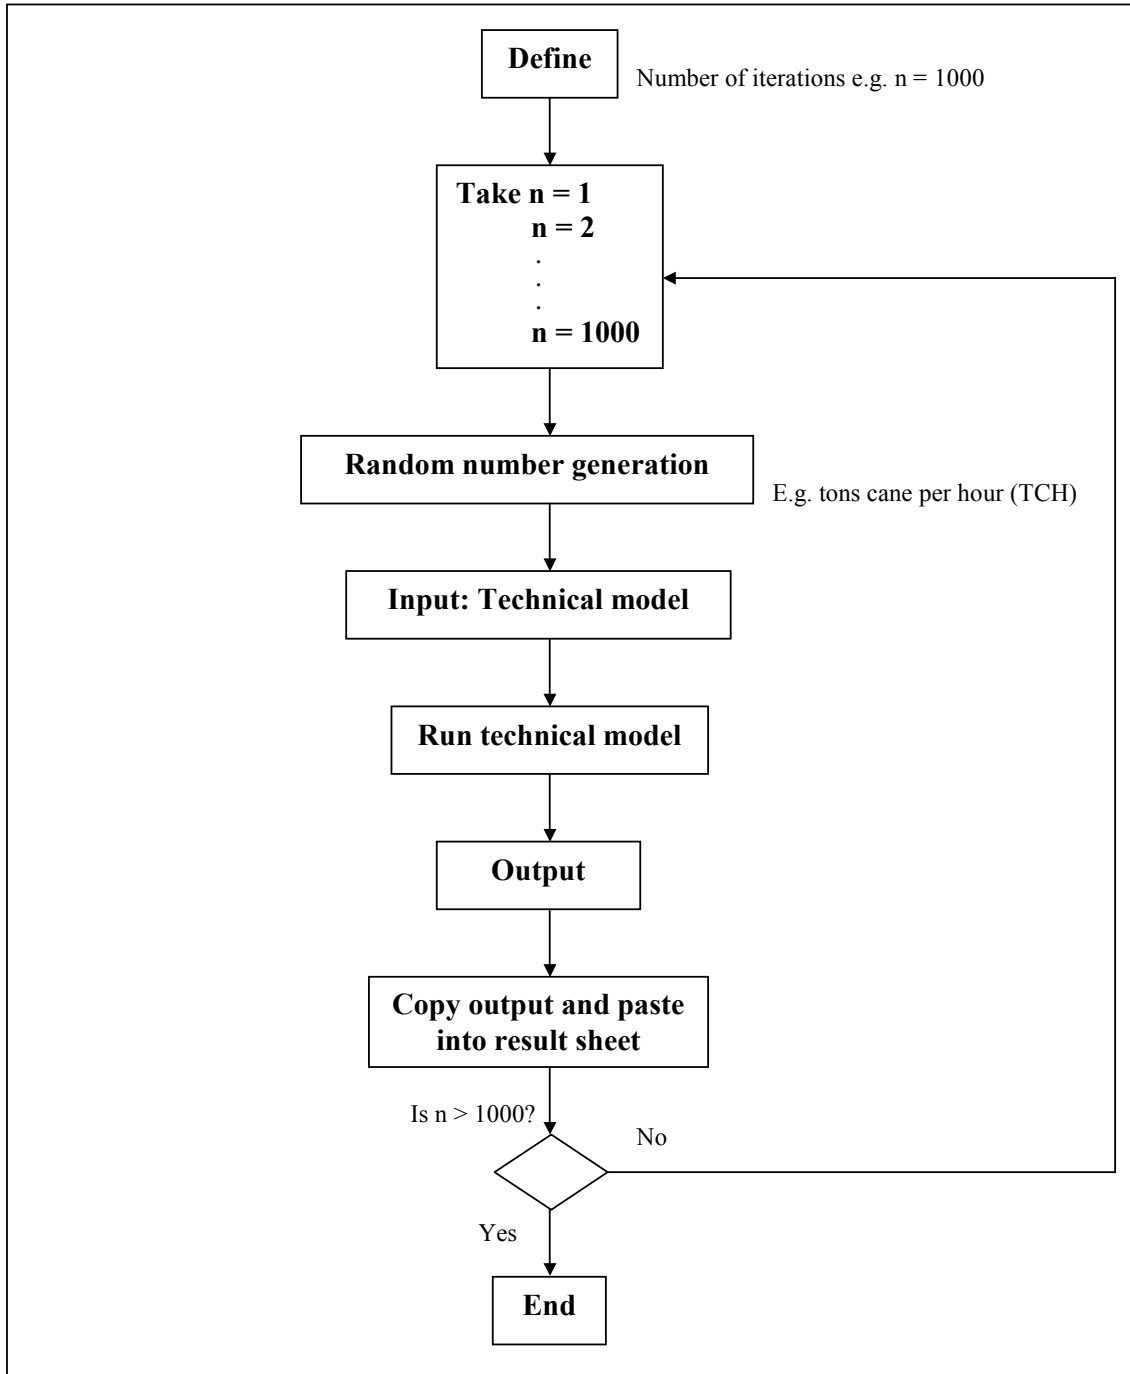 Define
Number of iterations e.g. n = 1000
Take n = 1
n = 2
.
.
.
n = 1000
Random number generation
E.g. tons cane per hour (TCH)
Input: Technical model
Run technical model
Output
Copy output and paste
into result sheet
Is n > 1000?
No
Yes
End